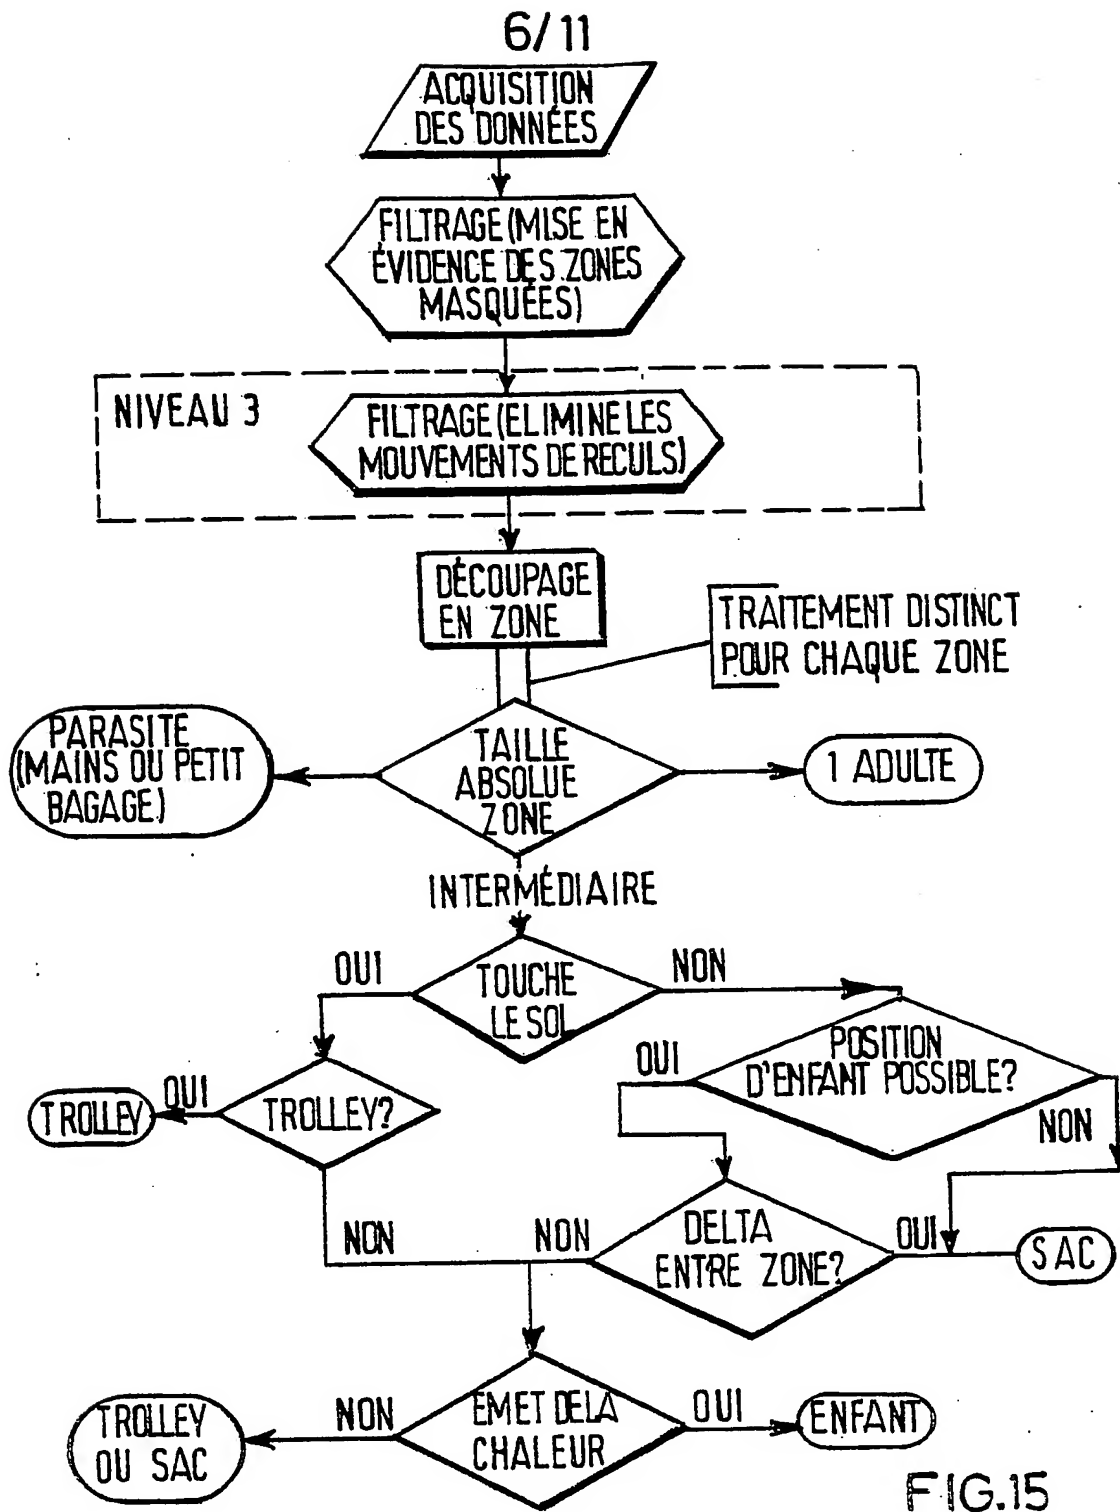 6/11
ACQUISITION
DES DONNÉES
FILTRAGE (MISE EN
ÉVIDENCE DES ZONES
MASQUÉES)
NIVEAU 3
FILTRAGE (ELIMINE LES
MOUVEMENTS DE RECULS)
DÉCOUPAGE
EN ZONE
TRAITEMENT DISTINCT
POUR CHAQUE ZONE
PARASITE
(MAINS OU PETIT
BAGAGE)
TAILLE
ABSOLUE
ZONE
1 ADULTE
INTERMÉDIAIRE
OUI
TOUCHE
LE SOL
NON
POSITION
D'ENFANT POSSIBLE?
OUI
NON
TROLLEY
OUI
TROLLEY?
NON
NON
DELTA
ENTRE ZONE?
OUI
SAC
TROLLEY
OU SAC
NON
EMET DE LA
CHALEUR
OUI
ENFANT
FIG.15